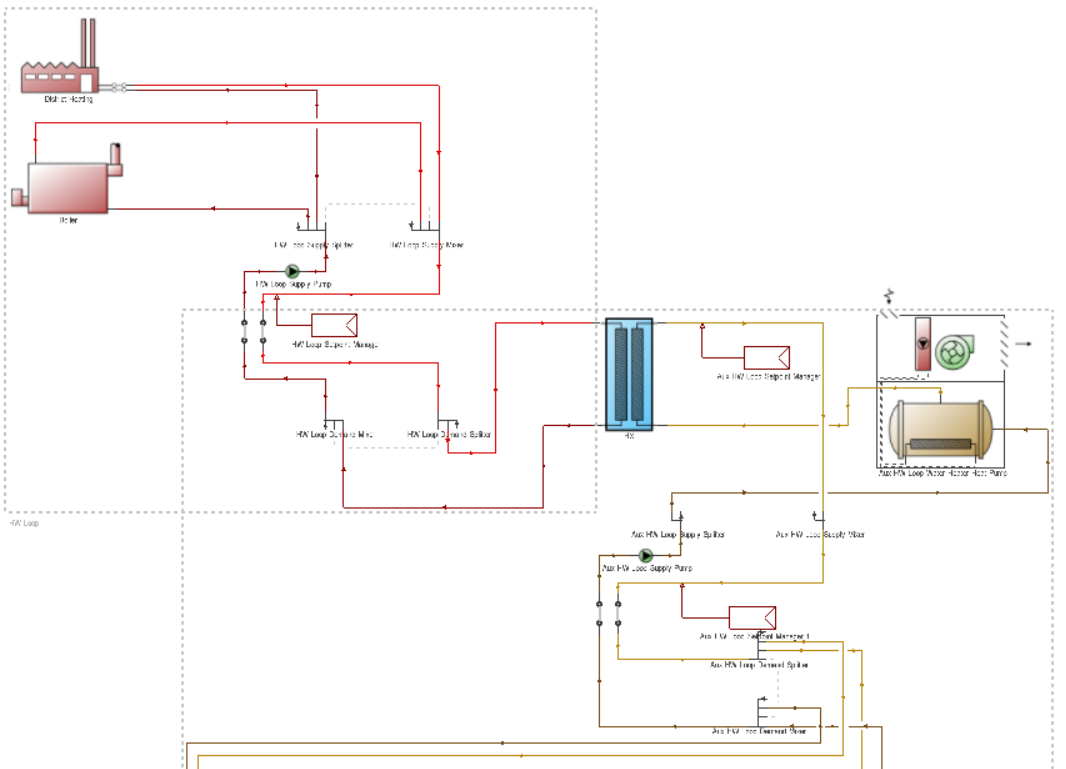 District Heating
Boiler
HW Loop Supply Splitter
HW Loop Supply Mixer
HW Loop Supply Pump
HW Loop Setpoint Manage
Aux HW Loop Setpoint Manager
HW Loop Demand Mixer
HW Loop Demand Splitter
HX
Aux HW Loop Water Heater Heat Pump
HW Loop
Aux HW Loop Supply Splitter
Aux HW Loop Supply Mixer
Aux HW Loop Supply Pump
Aux HW Loop Setpoint Manager 1
Aux HW Loop Demand Splitter
Aux HW Loop Demand Mixer